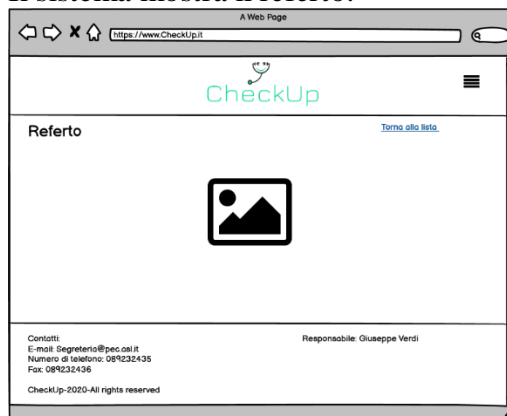 Il sistema mostra il referto.
A Web Page
https://www.CheckUp.it
CheckUp
Referto
Torna alla lista
Contatti:
E-mail: Segreteria@pec.asl.it
Numero di telefono: 089232435
Fax: 089232436
CheckUp-2020-All rights reserved
Responsabile: Giuseppe Verdi